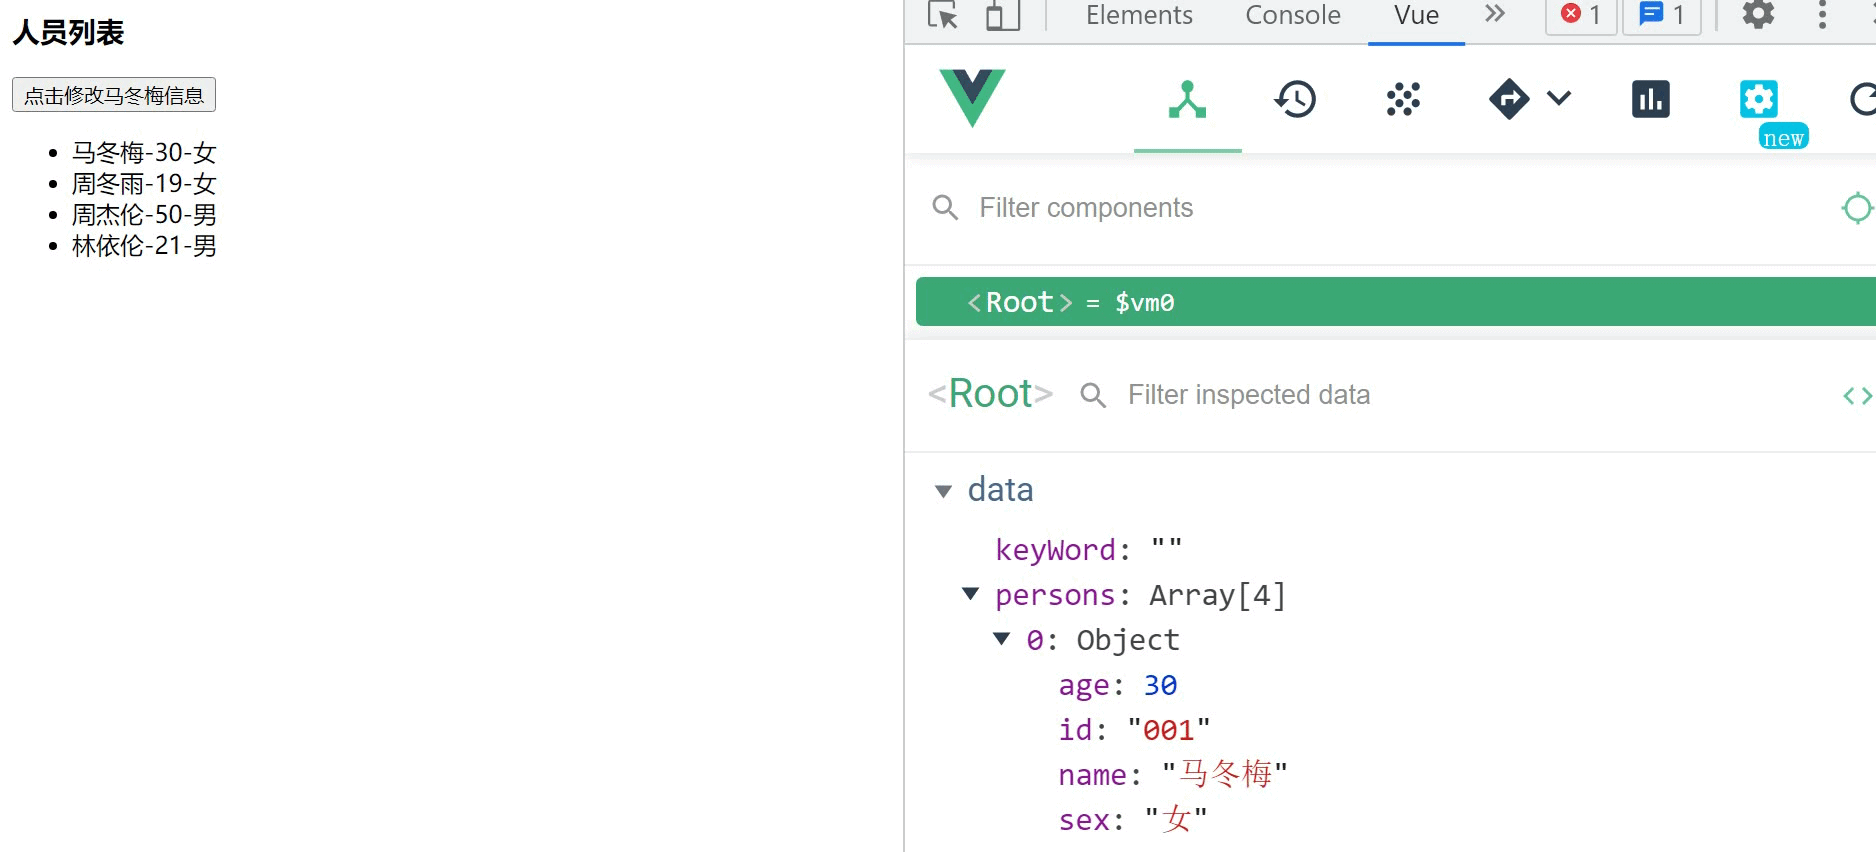 人员列表
点击修改马冬梅信息
马冬梅-30-女
周冬雨-19-女
周杰伦-50-男
林依伦-21-男
Elements Console Vue 1 1
new
Filter components
<Root> = $vm0
<Root> Filter inspected data
data
keyWord: ""
persons: Array[4]
0: Object
age: 30
id: "001"
name: "马冬梅"
sex: "女"